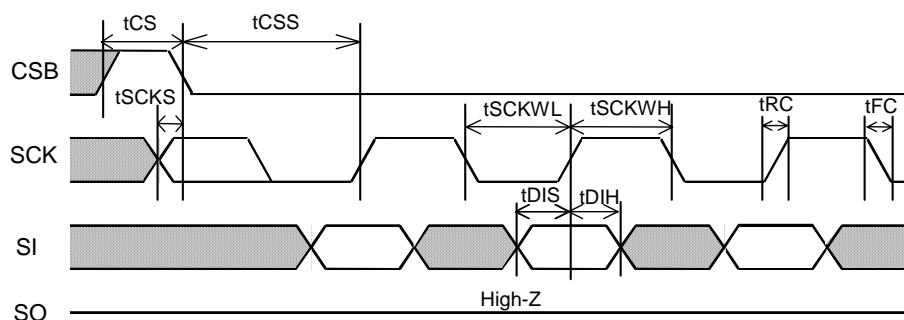 tCS
tCSS
CSB
tSCKS
tSCKWL
tSCKWH
tRC
tFC
SCK
tDIS
tDIH
SI
High-Z
SO